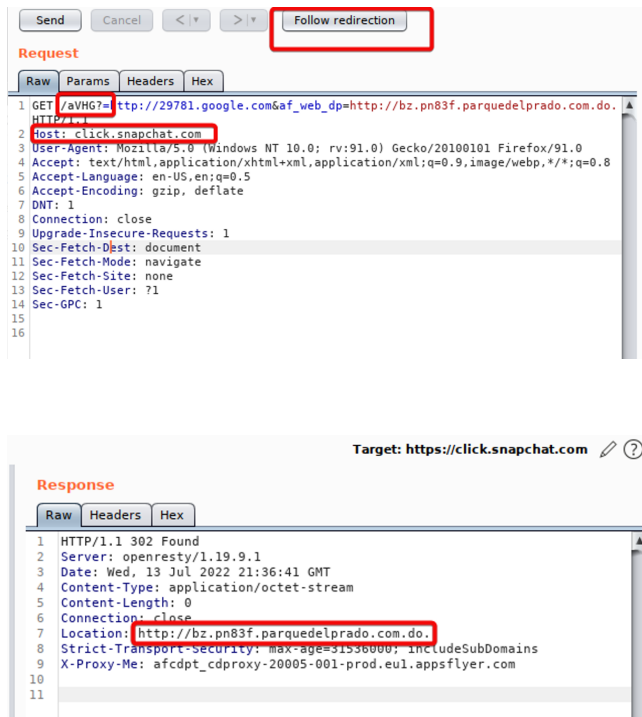 Send Cancel < > Follow redirection
Request
Raw Params Headers Hex
1 GET /aVHG?=http://29781.google.com&af_web_dp=http://bz.pn83f.parquedelprado.com.do.
HTTP/1.1
2 Host: click.snapchat.com
3 User-Agent: Mozilla/5.0 (Windows NT 10.0; rv:91.0) Gecko/20100101 Firefox/91.0
4 Accept: text/html,application/xhtml+xml,application/xml;q=0.9,image/webp,*/*;q=0.8
5 Accept-Language: en-US,en;q=0.5
6 Accept-Encoding: gzip, deflate
7 DNT: 1
8 Connection: close
9 Upgrade-Insecure-Requests: 1
10 Sec-Fetch-Dest: document
11 Sec-Fetch-Mode: navigate
12 Sec-Fetch-Site: none
13 Sec-Fetch-User: ?1
14 Sec-GPC: 1
15
16
Target: https://click.snapchat.com ?
Response
Raw Headers Hex
1 HTTP/1.1 302 Found
2 Server: openresty/1.19.9.1
3 Date: Wed, 13 Jul 2022 21:36:41 GMT
4 Content-Type: application/octet-stream
5 Content-Length: 0
6 Connection: close
7 Location: http://bz.pn83f.parquedelprado.com.do.
8 Strict-Transport-Security: max-age=31536000; includeSubDomains
9 X-Proxy-Me: afcdpt_cdproxy-20005-001-prod.eu1.appsflyer.com
10
11